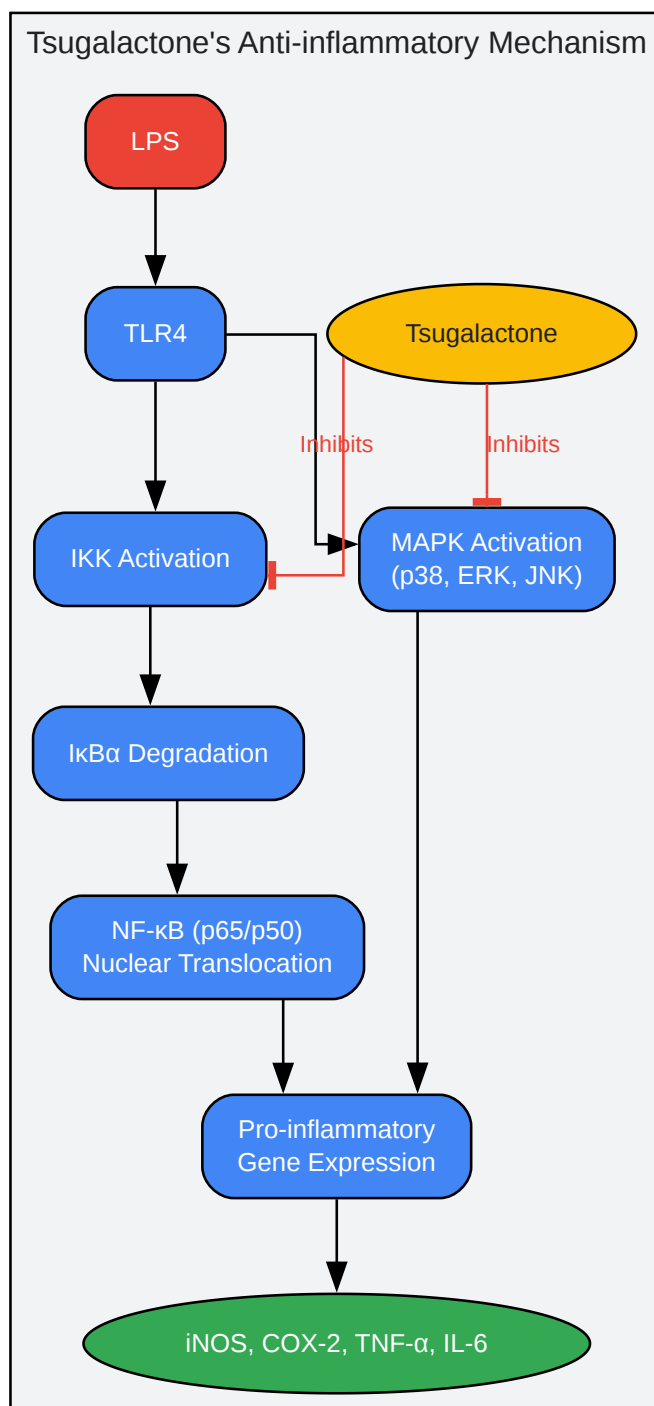 Tsugalactone's Anti-inflammatory Mechanism
LPS
TLR4
Tsugalactone
Inhibits
Inhibits
IKK Activation
MAPK Activation
(p38, ERK, JNK)
IκBα Degradation
NF-κB (p65/p50)
Nuclear Translocation
Pro-inflammatory
Gene Expression
iNOS, COX-2, TNF-α, IL-6